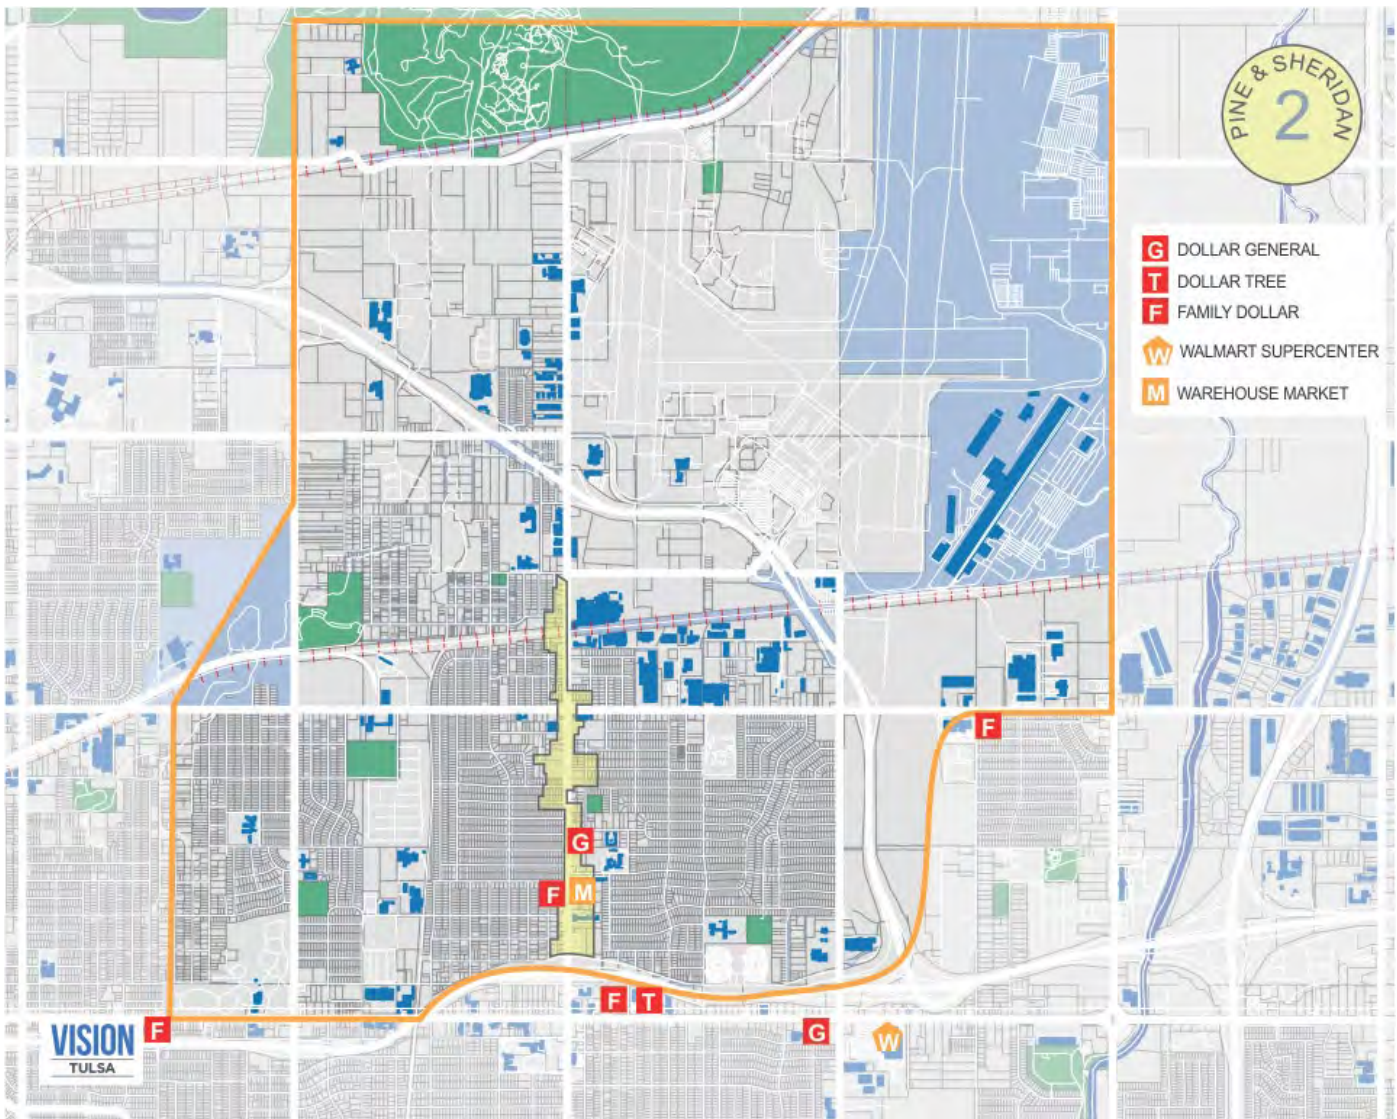 PINE & SHERIDAN
2
G DOLLAR GENERAL
T DOLLAR TREE
F FAMILY DOLLAR
W WALMART SUPERCENTER
M WAREHOUSE MARKET
F
G
F M
F T
F
G
W
VISION
TULSA